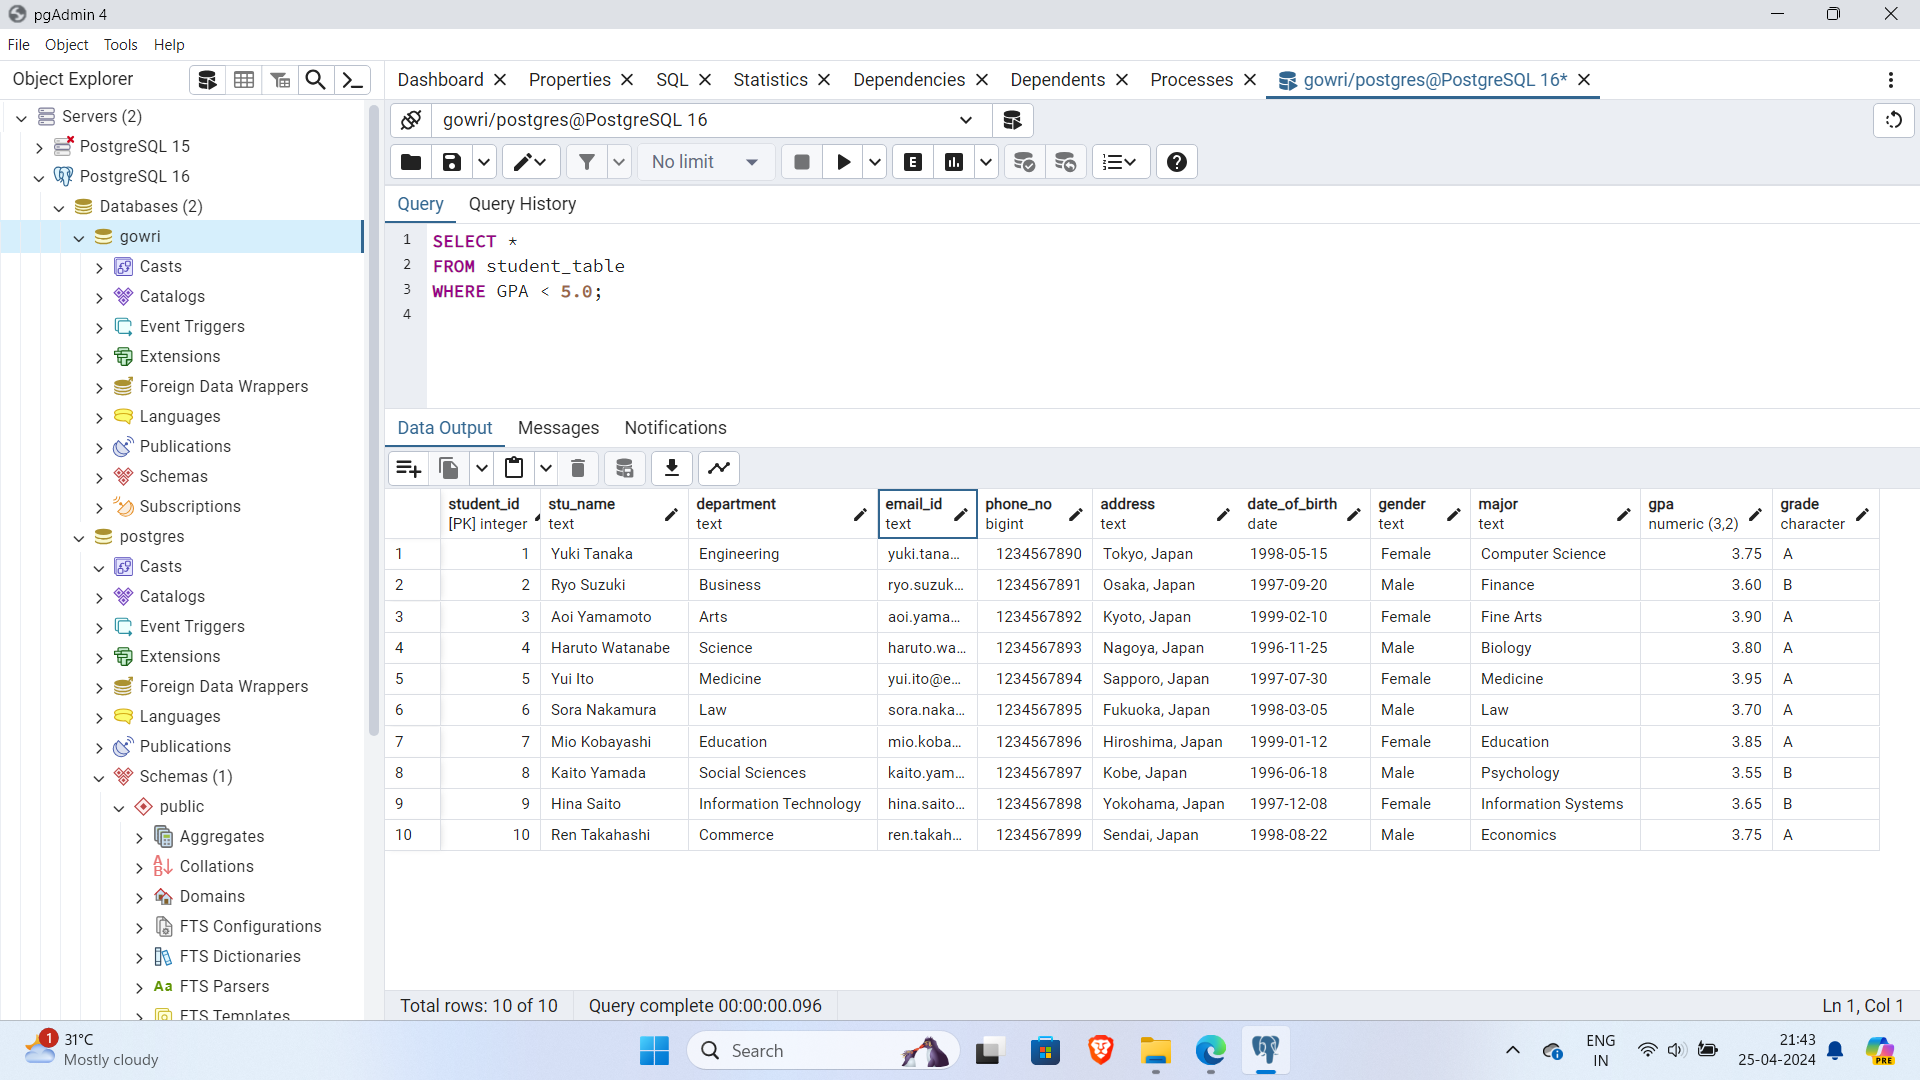 pgAdmin 4
File Object Tools Help
Object Explorer
Dashboard Properties SQL Statistics Dependencies Dependents Processes gowri/postgres@PostgreSQL 16*
Servers (2)
PostgreSQL 15
PostgreSQL 16
Databases (2)
gowri
Casts
Catalogs
Event Triggers
Extensions
Foreign Data Wrappers
Languages
Publications
Schemas
Subscriptions
postgres
Casts
Catalogs
Event Triggers
Extensions
Foreign Data Wrappers
Languages
Publications
Schemas (1)
public
Aggregates
Collations
Domains
FTS Configurations
FTS Dictionaries
Aa FTS Parsers
FTS Templates
gowri/postgres@PostgreSQL 16
No limit E
Query Query History
1 SELECT *
2 FROM student_table
3 WHERE GPA < 5.0;
4
Data Output Messages Notifications
student_id stu_name department email_id phone_no address date_of_birth gender major gpa grade
[PK] integer text text text bigint text date text text numeric (3,2) character
1 1 Yuki Tanaka Engineering yuki.tana... 1234567890 Tokyo, Japan 1998-05-15 Female Computer Science 3.75 A
2 2 Ryo Suzuki Business ryo.suzuk... 1234567891 Osaka, Japan 1997-09-20 Male Finance 3.60 B
3 3 Aoi Yamamoto Arts aoi.yama... 1234567892 Kyoto, Japan 1999-02-10 Female Fine Arts 3.90 A
4 4 Haruto Watanabe Science haruto.wa... 1234567893 Nagoya, Japan 1996-11-25 Male Biology 3.80 A
5 5 Yui Ito Medicine yui.ito@e... 1234567894 Sapporo, Japan 1997-07-30 Female Medicine 3.95 A
6 6 Sora Nakamura Law sora.naka... 1234567895 Fukuoka, Japan 1998-03-05 Male Law 3.70 A
7 7 Mio Kobayashi Education mio.koba... 1234567896 Hiroshima, Japan 1999-01-12 Female Education 3.85 A
8 8 Kaito Yamada Social Sciences kaito.yam... 1234567897 Kobe, Japan 1996-06-18 Male Psychology 3.55 B
9 9 Hina Saito Information Technology hina.saito... 1234567898 Yokohama, Japan 1997-12-08 Female Information Systems 3.65 B
10 10 Ren Takahashi Commerce ren.takah... 1234567899 Sendai, Japan 1998-08-22 Male Economics 3.75 A
Total rows: 10 of 10 Query complete 00:00:00.096 Ln 1, Col 1
1 31°C
Mostly cloudy
Search
ENG
IN
21:43
25-04-2024
PRE